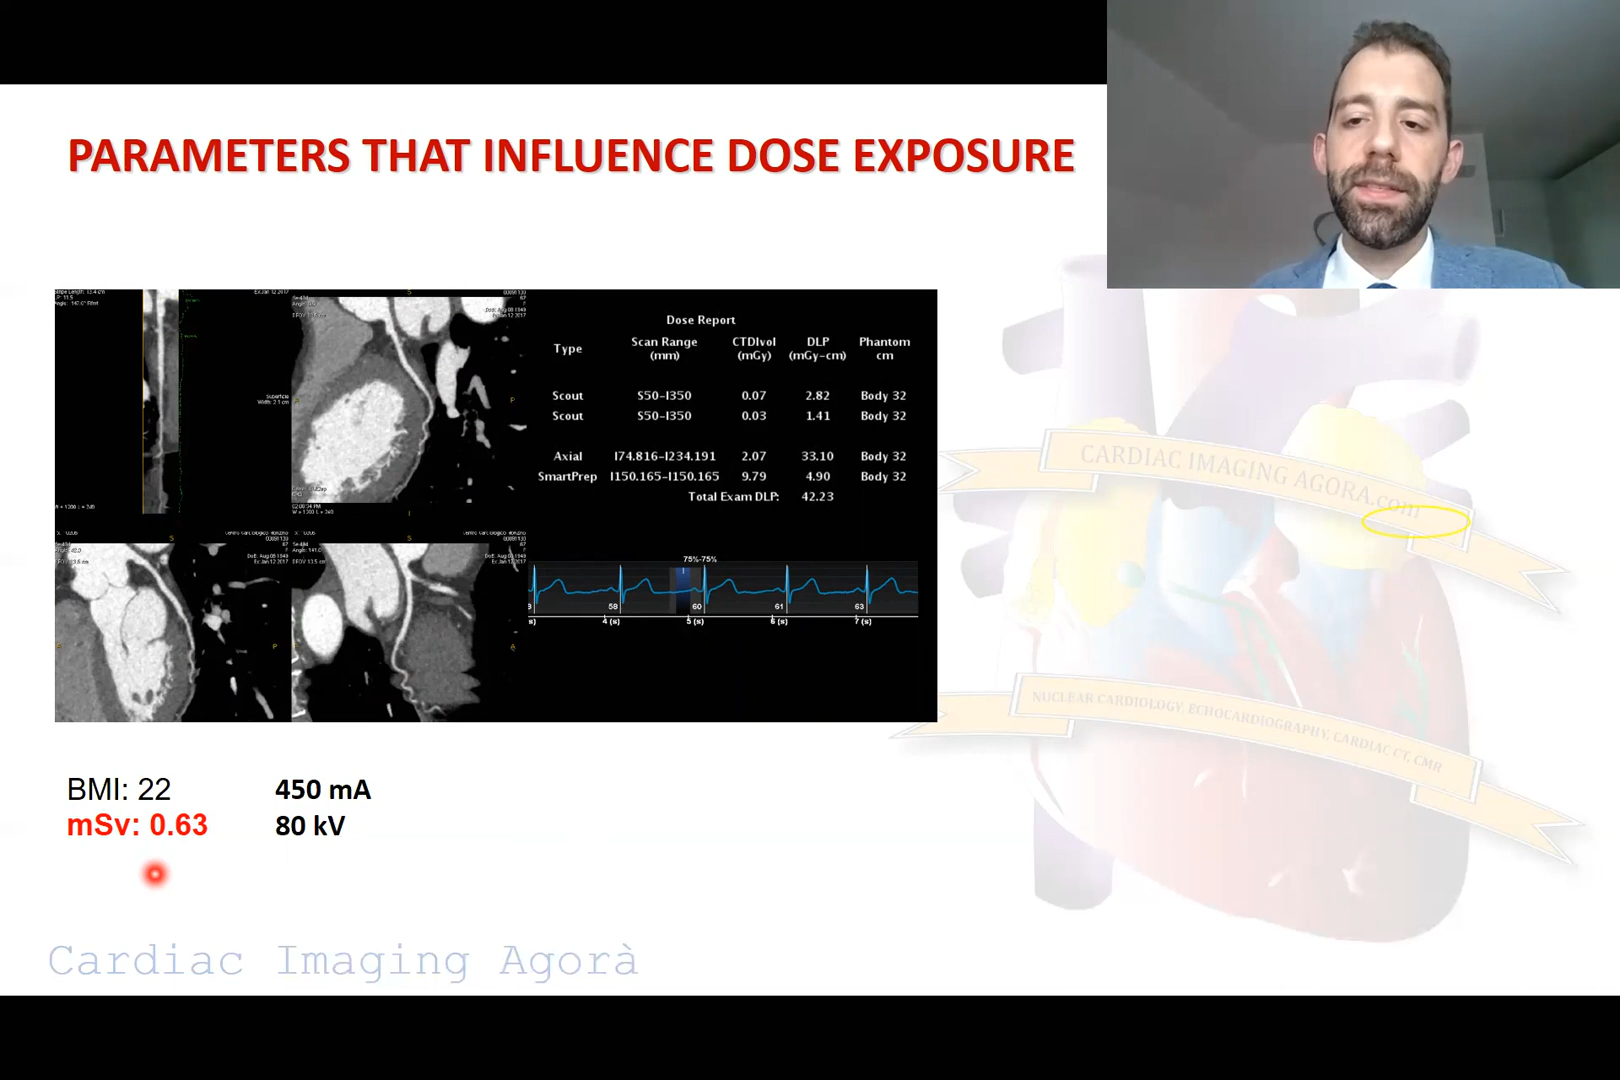 PARAMETERS THAT INFLUENCE DOSE EXPOSURE
Dose Report
Type Scan Range (mm) CTDIvol (mGy) DLP (mGy-cm) Phantom cm
Scout S50-I350 0.07 2.82 Body 32
Scout S50-I350 0.03 1.41 Body 32
Axial I74.816-I234.191 2.07 33.10 Body 32
SmartPrep I150.165-I150.165 9.79 4.90 Body 32
Total Exam DLP: 42.23
75%-75%
58 60 61 63
4 (s) 5 (s) 6 (s) 7 (s)
BMI: 22 450 mA
mSv: 0.63 80 kV
CARDIAC IMAGING AGORA.com
NUCLEAR CARDIOLOGY, ECHOCARDIOGRAPHY, CARDIAC CT, CMR
Cardiac Imaging Agorà